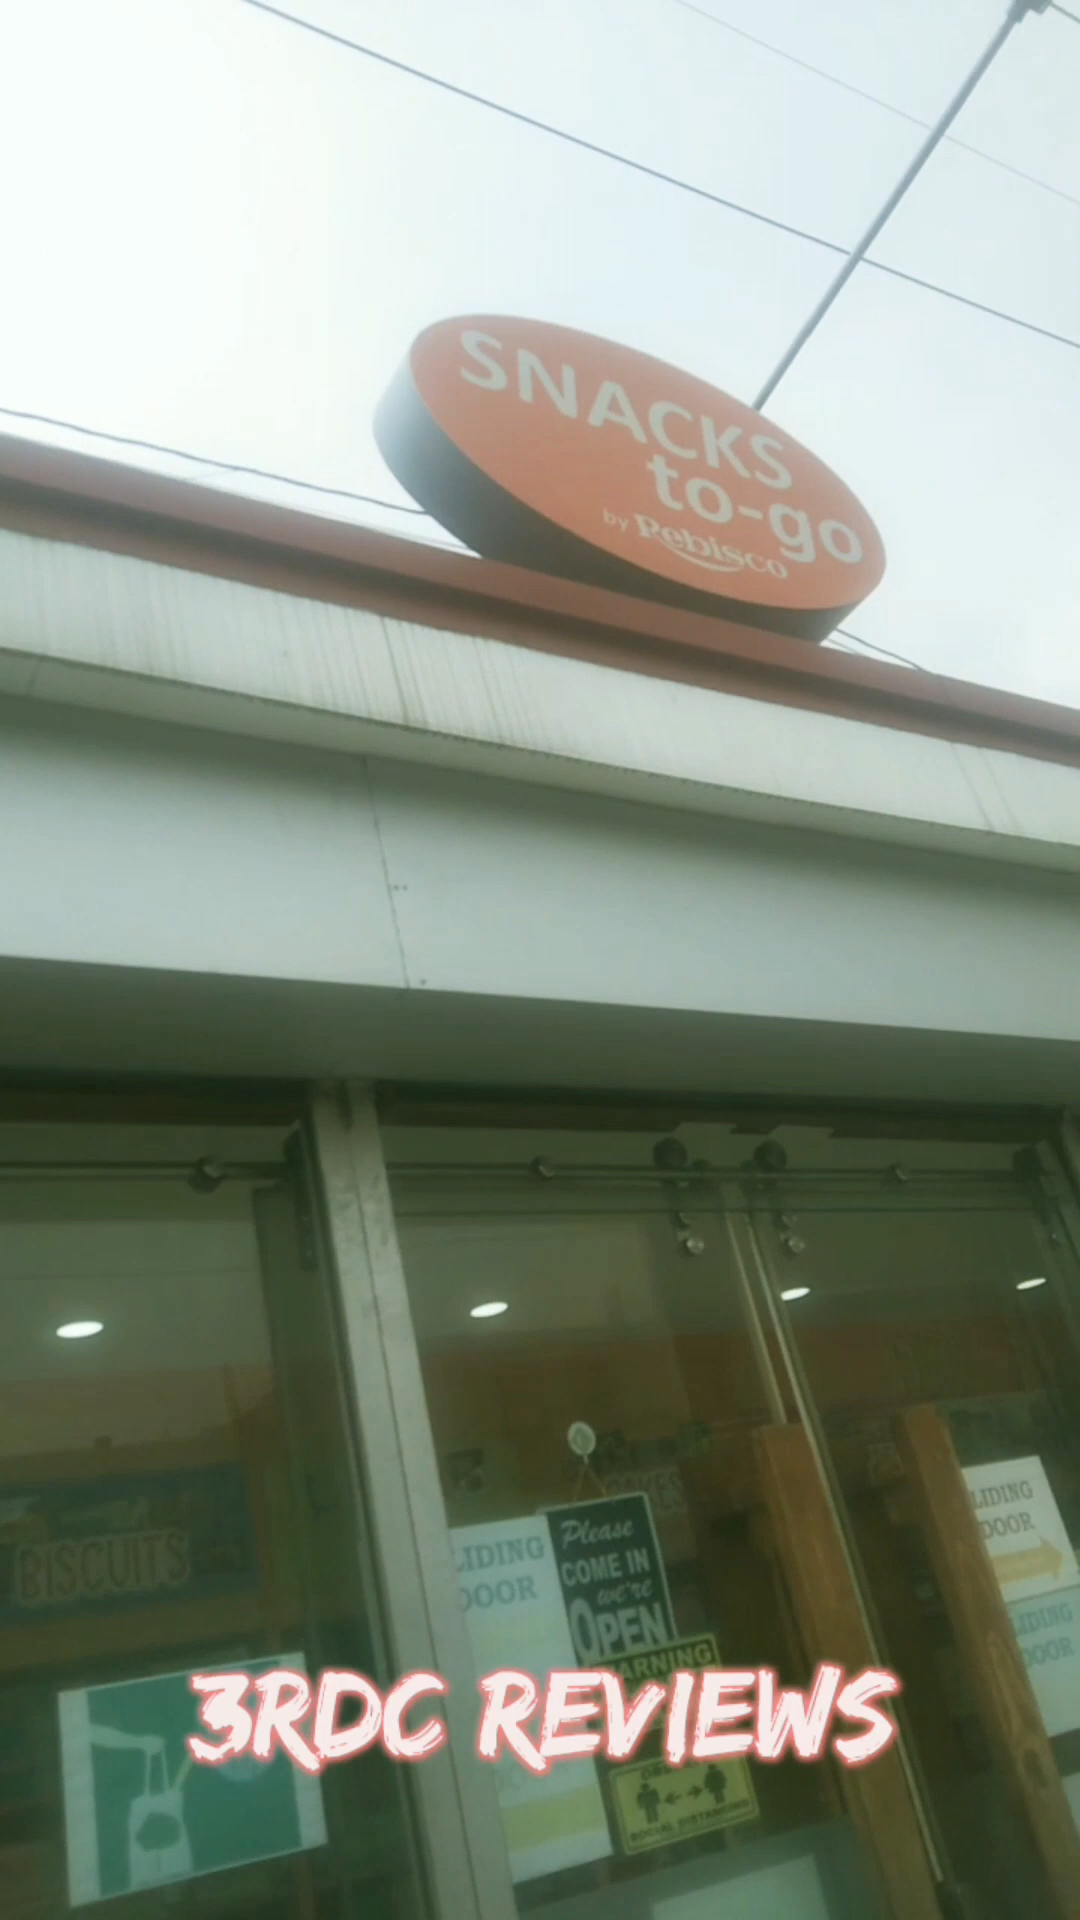 SNACKS
to-go
by Rebisco
BISCUITS
CAKES
LIDING
DOOR
Please
COME IN
we're
OPEN
WARNING
SOCIAL DISTANCING
LIDING
DOOR
LIDING
DOOR
3RDC REVIEWS